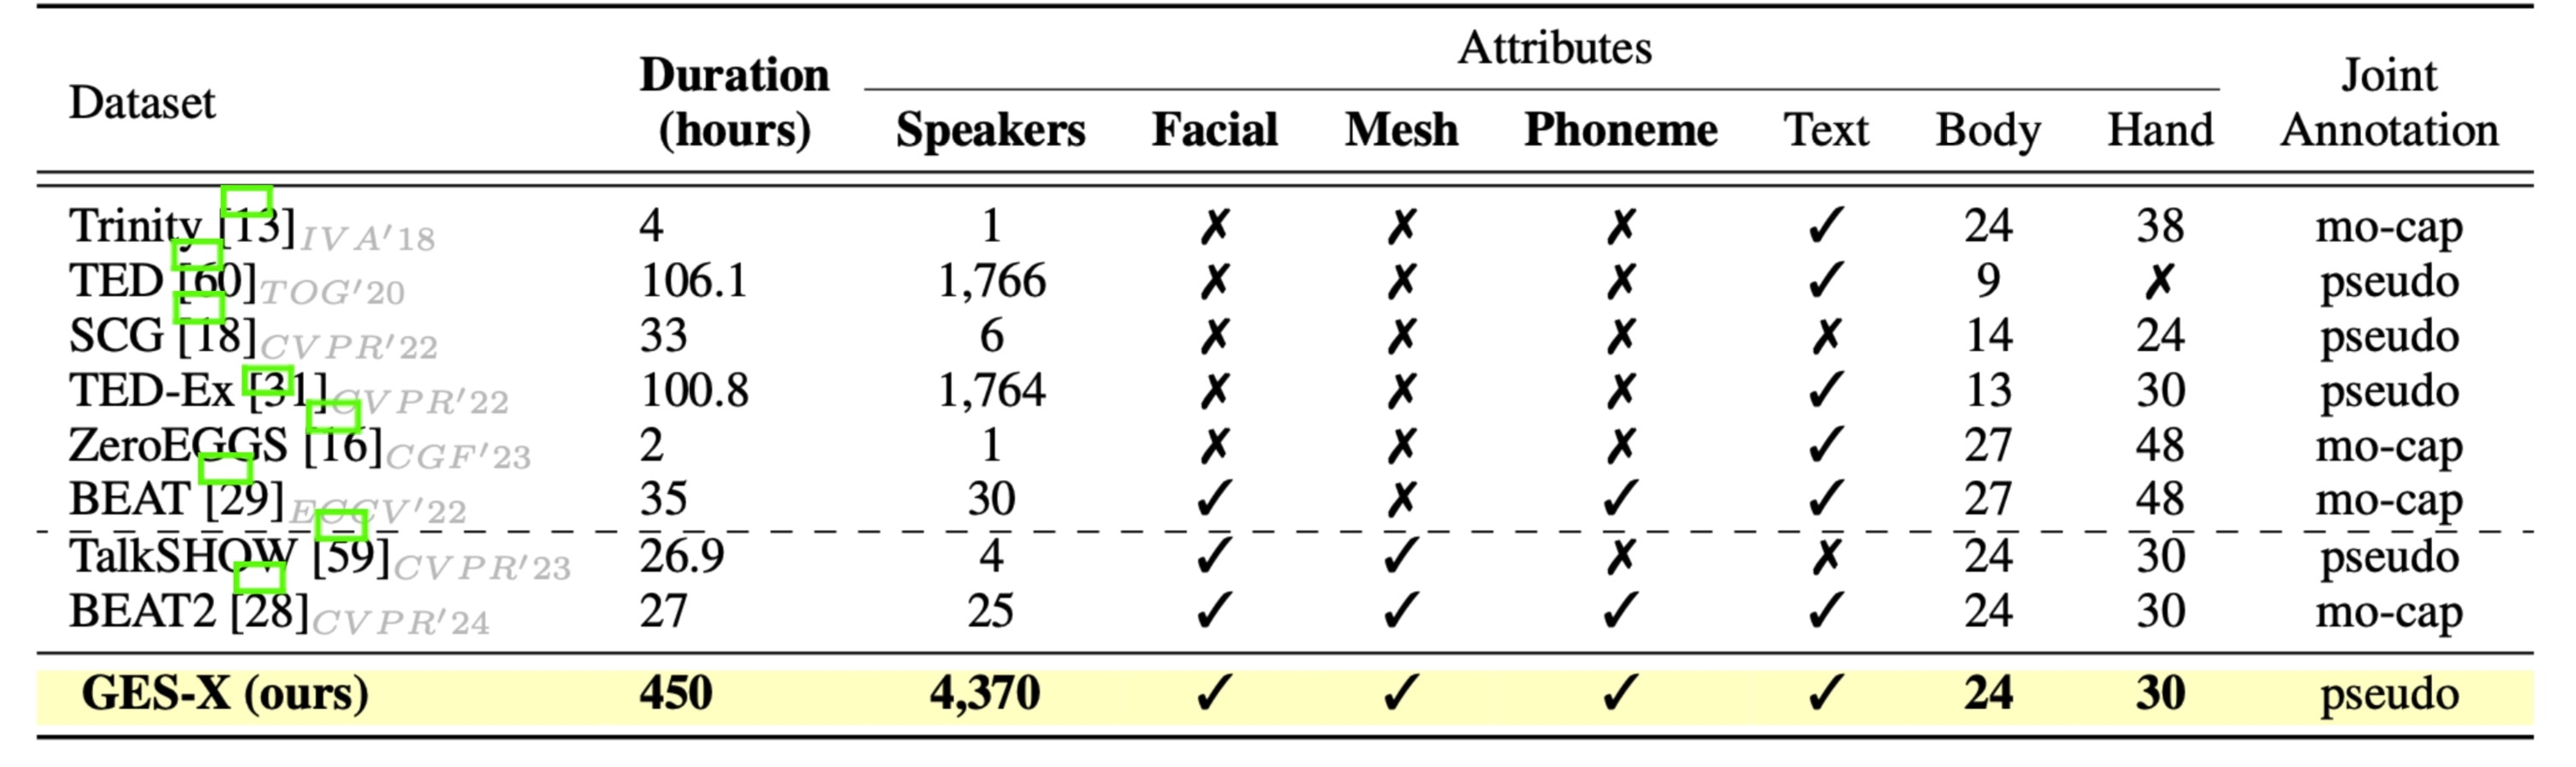 Attributes
Dataset Duration (hours) Speakers Facial Mesh Phoneme Text Body Hand Joint Annotation
Trinity [13] IVA'18 4 1 ✗ ✗ ✗ ✓ 24 38 mo-cap
TED [60] TOG'20 106.1 1,766 ✗ ✗ ✗ ✓ 9 ✗ pseudo
SCG [18] CVPR'22 33 6 ✗ ✗ ✗ ✗ 14 24 pseudo
TED-Ex [31] CVPR'22 100.8 1,764 ✗ ✗ ✗ ✓ 13 30 pseudo
ZeroEGGS [16] CGF'23 2 1 ✗ ✗ ✗ ✓ 27 48 mo-cap
BEAT [29] ECCV'22 35 30 ✓ ✗ ✓ ✓ 27 48 mo-cap
TalkSHOW [59] CVPR'23 26.9 4 ✓ ✓ ✗ ✗ 24 30 pseudo
BEAT2 [28] CVPR'24 27 25 ✓ ✓ ✓ ✓ 24 30 mo-cap
GES-X (ours) 450 4,370 ✓ ✓ ✓ ✓ 24 30 pseudo